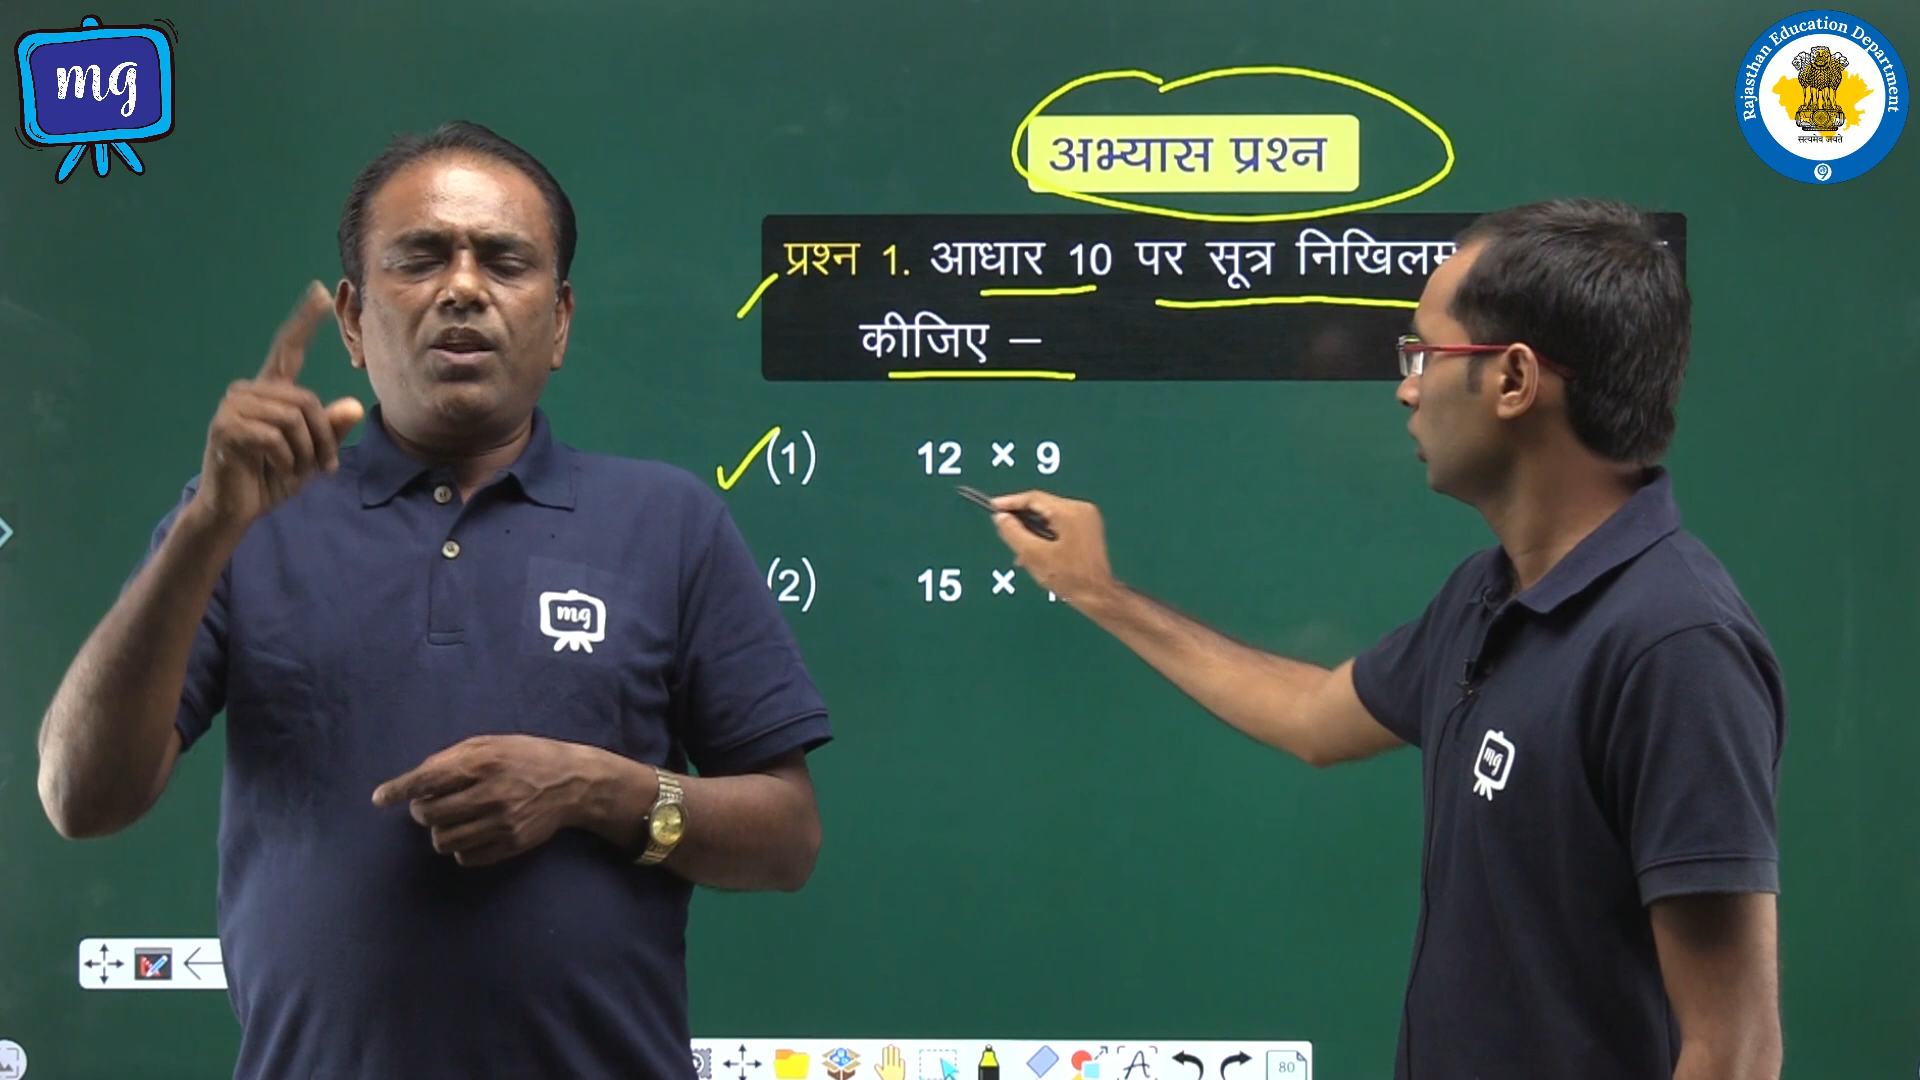 mg
Rajasthan Education Department
सत्यमेव जयते
अभ्यास प्रश्न
प्रश्न 1. आधार 10 पर सूत्र
कीजिए –
(1) 12 × 9
(2) 15 ×
mg
mg
80